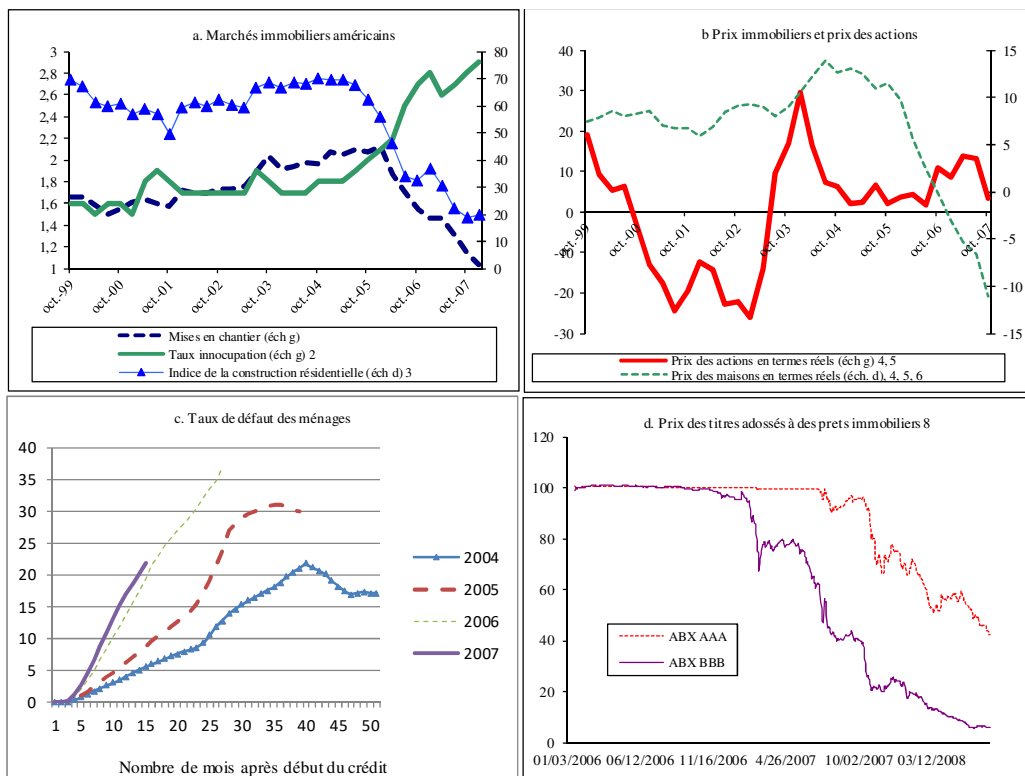 a. Marchés immobiliers américains
3
2,8
2,6
2,4
2,2
2
1,8
1,6
1,4
1,2
1
80
70
60
50
40
30
20
10
0
oct.-99
oct.-00
oct.-01
oct.-02
oct.-03
oct.-04
oct.-05
oct.-06
oct.-07
Mises en chantier (éch g)
Taux innocupation (éch g) 2
Indice de la construction résidentielle (éch d) 3
b Prix immobiliers et prix des actions
40
30
20
10
0
-10
-20
-30
15
10
5
0
-5
-10
-15
oct.-99
oct.-00
oct.-01
oct.-02
oct.-03
oct.-04
oct.-05
oct.-06
oct.-07
Prix des actions en termes réels (éch g) 4, 5
Prix des maisons en termes réels (éch. d), 4, 5, 6
c. Taux de défaut des ménages
40
35
30
25
20
15
10
5
0
1 5 10 15 20 25 30 35 40 45 50
2004
2005
2006
2007
Nombre de mois après début du crédit
d. Prix des titres adossés à des prets immobiliers 8
120
100
80
60
40
20
0
ABX AAA
ABX BBB
01/03/2006 06/12/2006 11/16/2006 4/26/2007 10/02/2007 03/12/2008